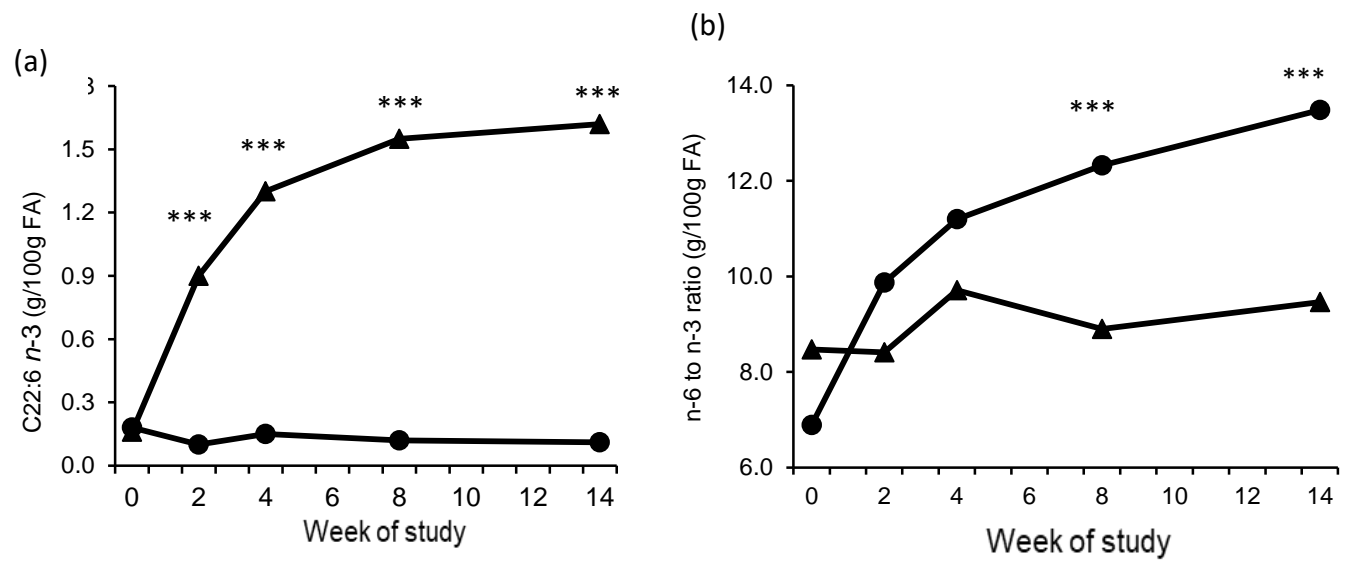 (a)
***
***
***
***
1.5
1.2
0.9
0.6
0.3
0.0
C22:6 n-3 (g/100g FA)
0 2 4 6 8 10 12 14
Week of study
(b)
***
***
14.0
12.0
10.0
8.0
6.0
n-6 to n-3 ratio (g/100g FA)
0 2 4 6 8 10 12 14
Week of study